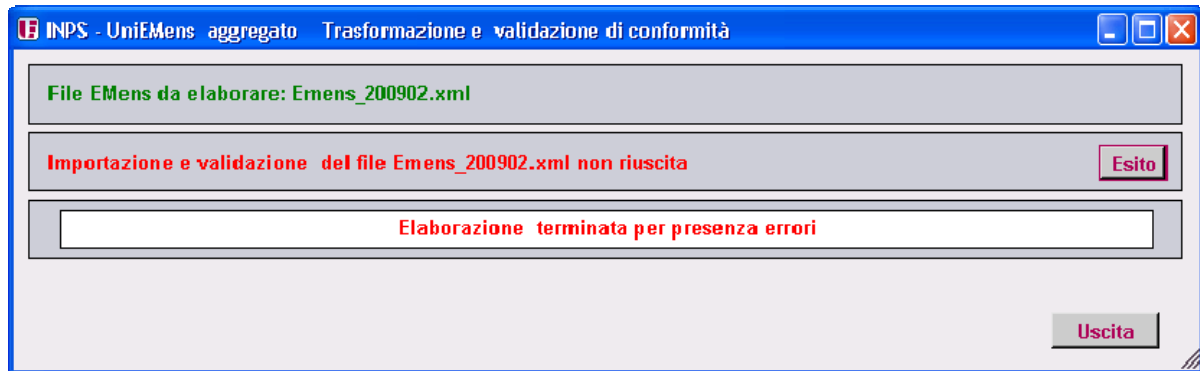 INPS - UniEMens aggregato Trasformazione e validazione di conformità
File EMens da elaborare: Emens_200902.xml
Importazione e validazione del file Emens_200902.xml non riuscita
Esito
Elaborazione terminata per presenza errori
Uscita